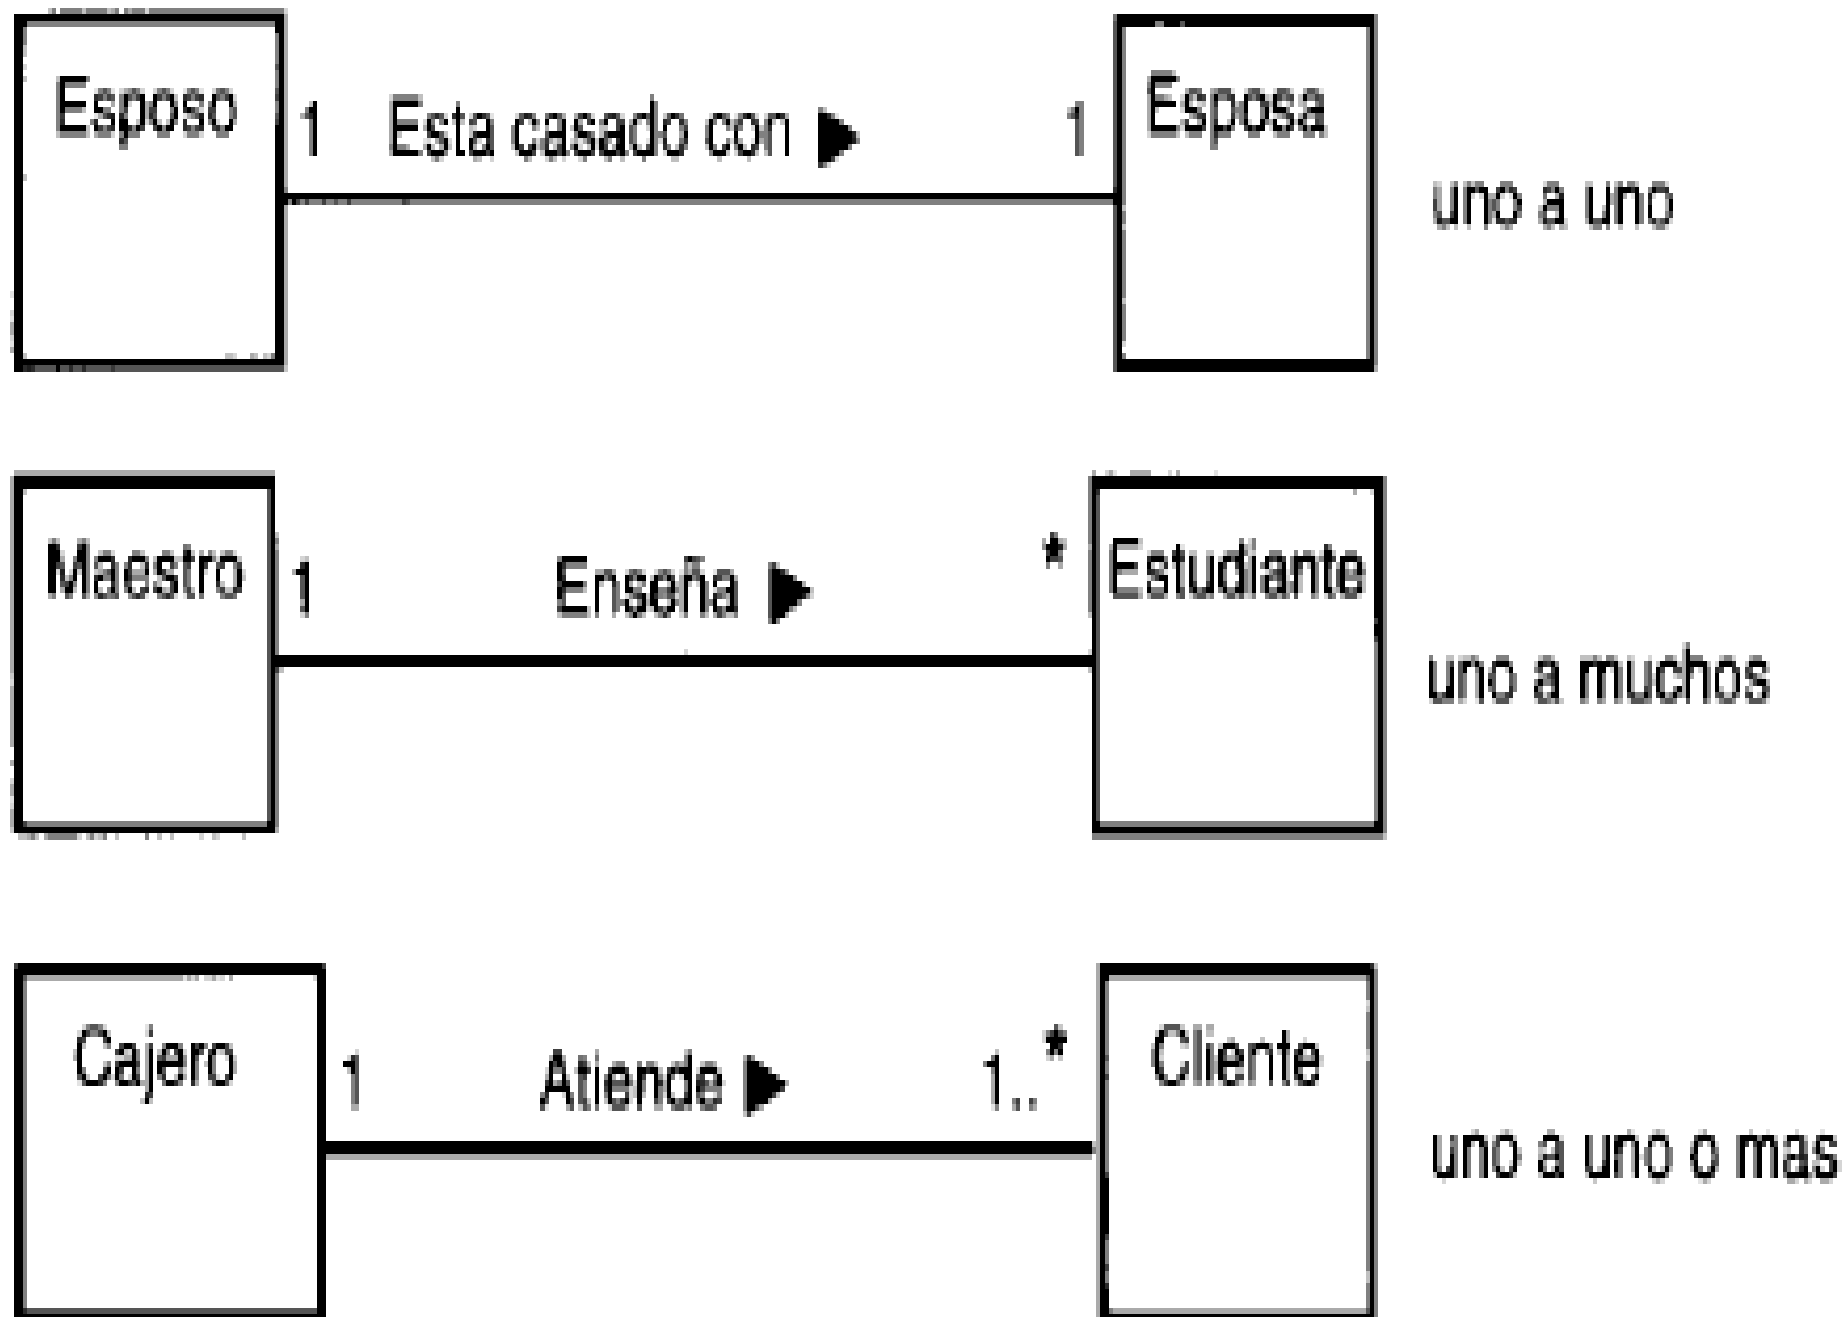 Esposo 1 Esta casado con ▶ 1 Esposa
uno a uno
Maestro 1 Enseña ▶ * Estudiante
uno a muchos
Cajero 1 Atiende ▶ 1..* Cliente
uno a uno o mas